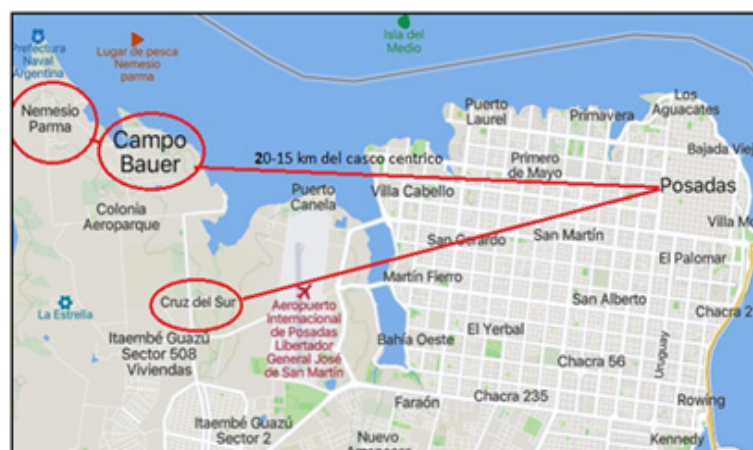 Isla del
Medio
Prefectura
Naval
Argentina
Lugar de pesca
Nemesio
parma
Nemesio
Parma
Campo
Bauer
20-15 km del casco centrico
Puerto
Laurel
Primavera
Los
Aguacates
Bajada Viej
Primero
de Mayo
Posadas
Puerto
Canela
Villa Cabello
Colonia
Aeroparque
Villa Mo
San Gerardo
San Martín
El Palomar
Martín Fierro
Cruz del Sur
La Estrella
Aeropuerto
Internacional
de Posadas
Libertador
General José
de San Martín
San Alberto
Chacra 2
Itaembé Guazú
Sector 508
Viviendas
Bahía Oeste
El Yerbal
Uruguay
Chacra 56
Chacra 235
Rowing
Faraón
Itaembé Guazú
Sector 2
Nuevo
Kennedy